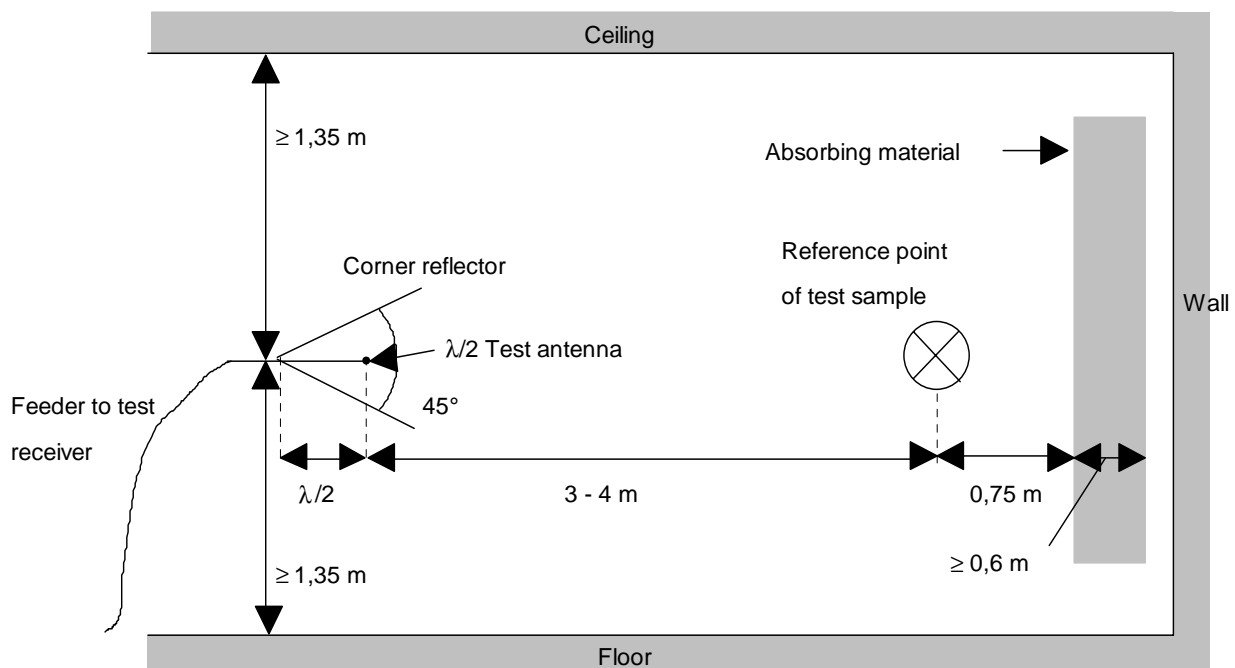 Ceiling
≥ 1,35 m
Absorbing material
Reference point
of test sample
Corner reflector
Wall
λ/2 Test antenna
Feeder to test
receiver
45°
λ/2
3 - 4 m
0,75 m
≥ 0,6 m
≥ 1,35 m
Floor